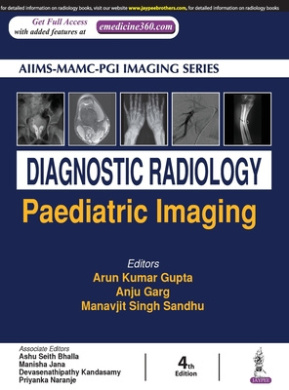 for detailed information on radiology books, visit our website www.jaypeebrothers.com, for detailed information on radiology books
Get Full Access
with added features at
emedicine360.com
AIIMS-MAMC-PGI IMAGING SERIES
DIAGNOSTIC RADIOLOGY
Paediatric Imaging
Editors
Arun Kumar Gupta
Anju Garg
Manavjit Singh Sandhu
Associate Editors
Ashu Seith Bhalla
Manisha Jana
Devasenathipathy Kandasamy
Priyanka Naranje
4th
Edition
JAYPEE